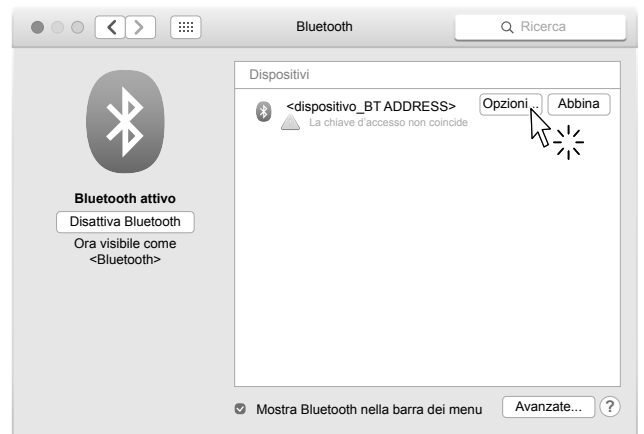 Bluetooth
Ricerca
Dispositivi
<dispositivo_BT ADDRESS>
Opzioni...
Abbina
La chiave d'accesso non coincide
Bluetooth attivo
Disattiva Bluetooth
Ora visibile come
<Bluetooth>
Mostra Bluetooth nella barra dei menu
Avanzate...
?